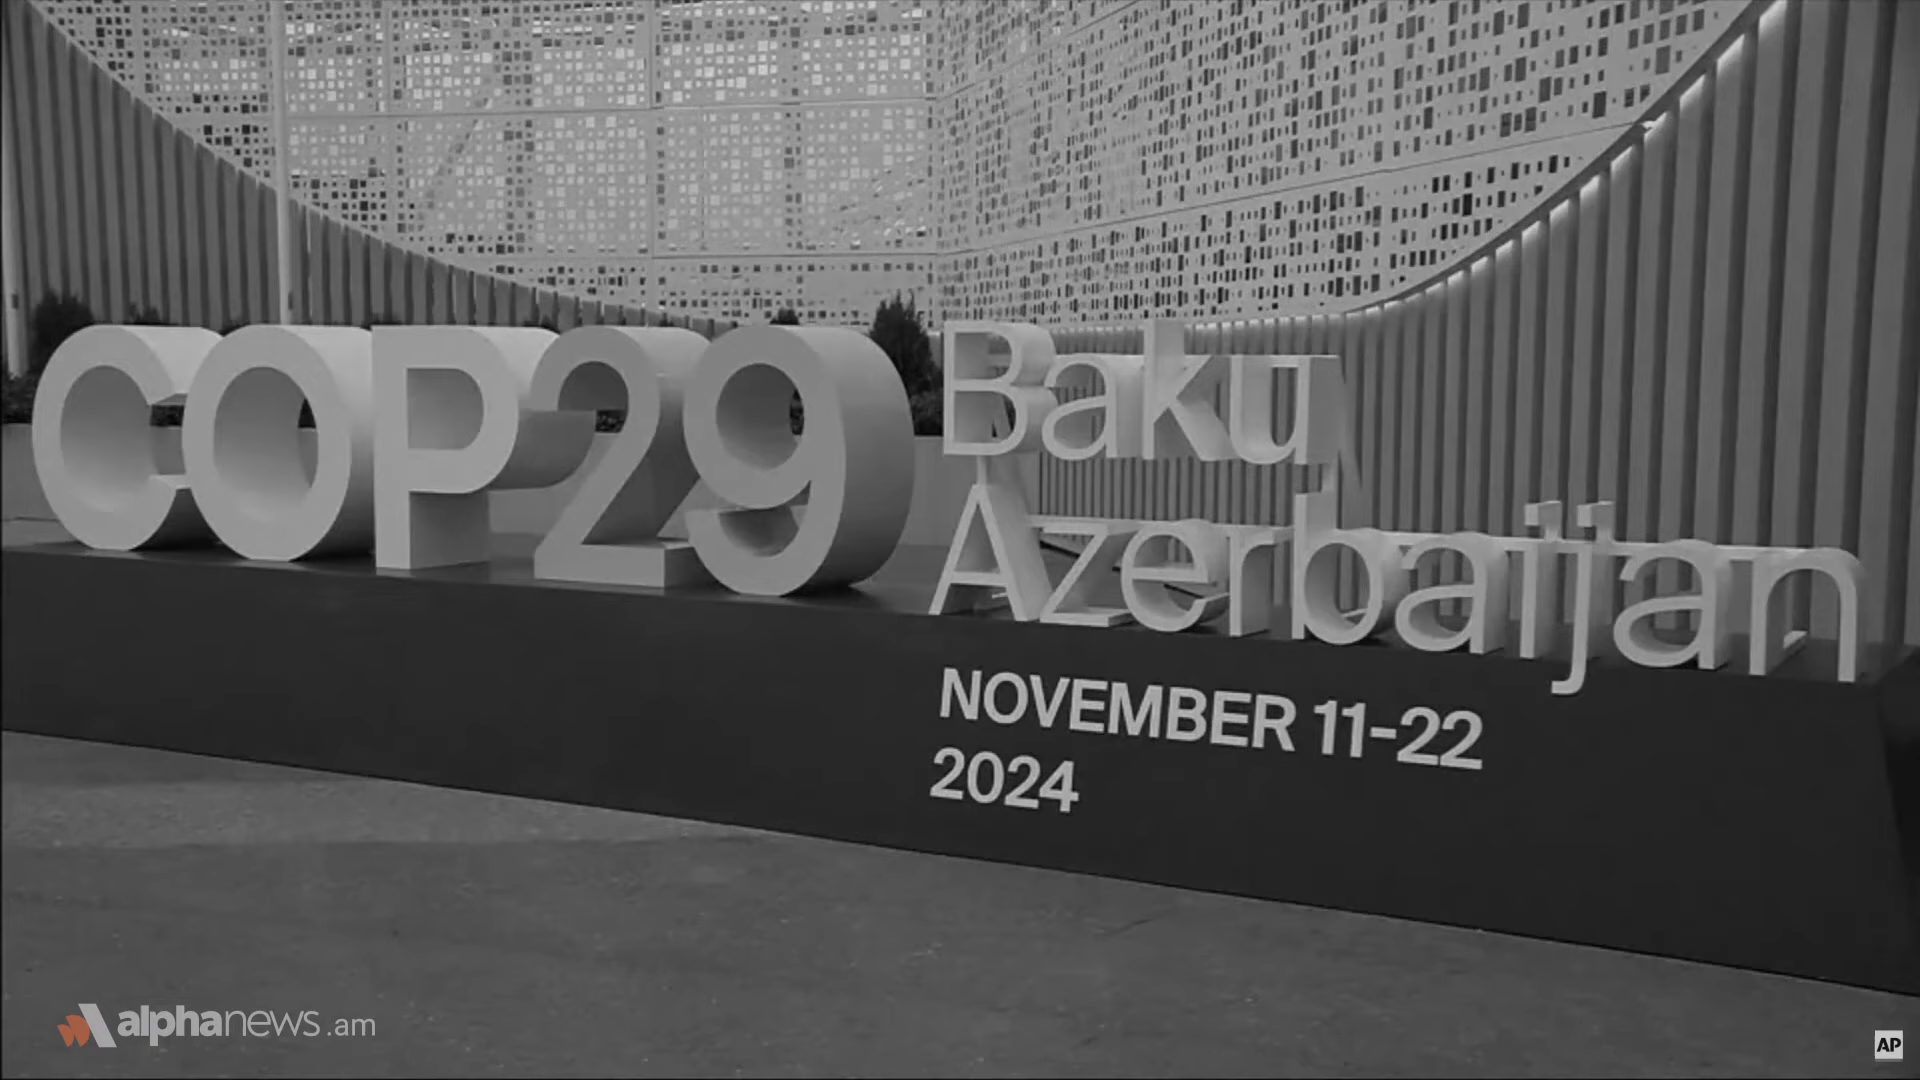 COP29
Baku,
Azerbaijan
NOVEMBER 11-22
2024
alphanews.am
AP